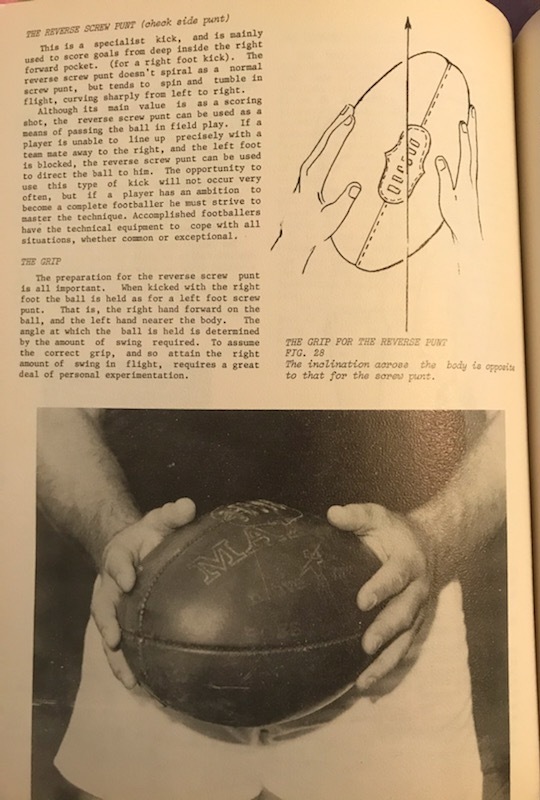 THE REVERSE SCREW PUNT (check side punt)
This is a specialist kick, and is mainly
used to score goals from deep inside the right
forward pocket. (for a right foot kick). The
reverse screw punt doesn't spiral as a normal
screw punt, but tends to spin and tumble in
flight, curving sharply from left to right.
Although its main value is as a scoring
shot, the reverse screw punt can be used as a
means of passing the ball in field play. If a
player is unable to line up precisely with a
team mate away to the right, and the left foot
is blocked, the reverse screw punt can be used
to direct the ball to him. The opportunity to
use this type of kick will not occur very
often, but if a player has an ambition to
become a complete footballer he must strive to
master the technique. Accomplished footballers
have the technical equipment to cope with all
situations, whether common or exceptional.
THE GRIP
The preparation for the reverse screw punt
is all important. When kicked with the right
foot the ball is held as for a left foot screw
punt. That is, the right hand forward on the
ball, and the left hand nearer the body. The
angle at which the ball is held is determined
by the amount of swing required. To assume
the correct grip, and so attain the right
amount of swing in flight, requires a great
deal of personal experimentation.
THE GRIP FOR THE REVERSE PUNT
FIG. 28
The inclination across the body is opposite
to that for the screw punt.
MA